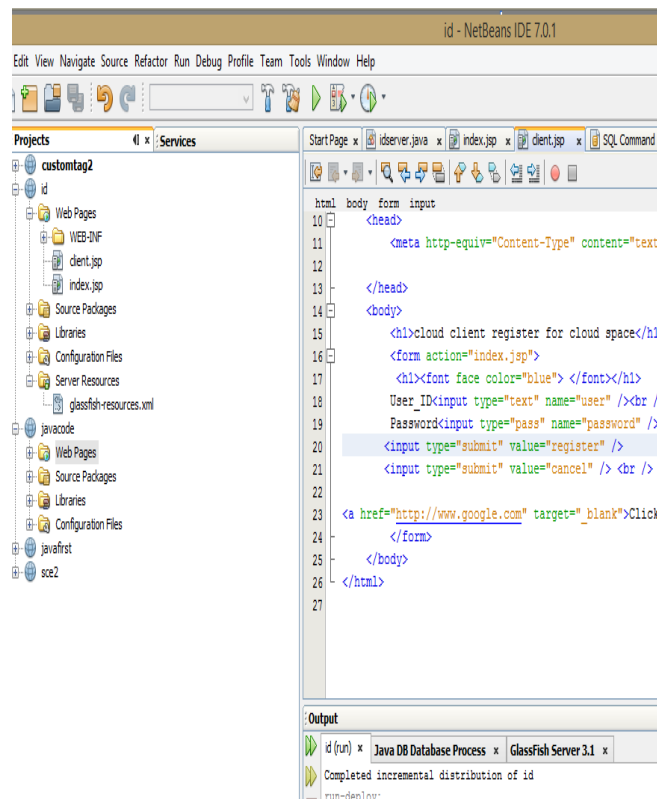 id - NetBeans IDE 7.0.1
Edit View Navigate Source Refactor Run Debug Profile Team Tools Window Help
Projects
Services
customtag2
id
Web Pages
WEB-INF
client.jsp
index.jsp
Source Packages
Libraries
Configuration Files
Server Resources
glassfish-resources.xml
javacode
Web Pages
Source Packages
Libraries
Configuration Files
javafirst
sce2
Start Page x idserver.java x index.jsp x client.jsp x SQL Command
html body form input
10 <head>
11 <meta http-equiv="Content-Type" content="text
12
13 </head>
14 <body>
15 <h1>cloud client register for cloud space</h1
16 <form action="index.jsp">
17 <h1><font face color="blue"> </font></h1>
18 User_ID<input type="text" name="user" /><br /
19 Password<input type="pass" name="password" />
20 <input type="submit" value="register" />
21 <input type="submit" value="cancel" /> <br />
22
23 <a href="http://www.google.com" target="_blank">Click
24 </form>
25 </body>
26 </html>
27
Output
id (run) x Java DB Database Process x GlassFish Server 3.1 x
Completed incremental distribution of id
run-deploy: